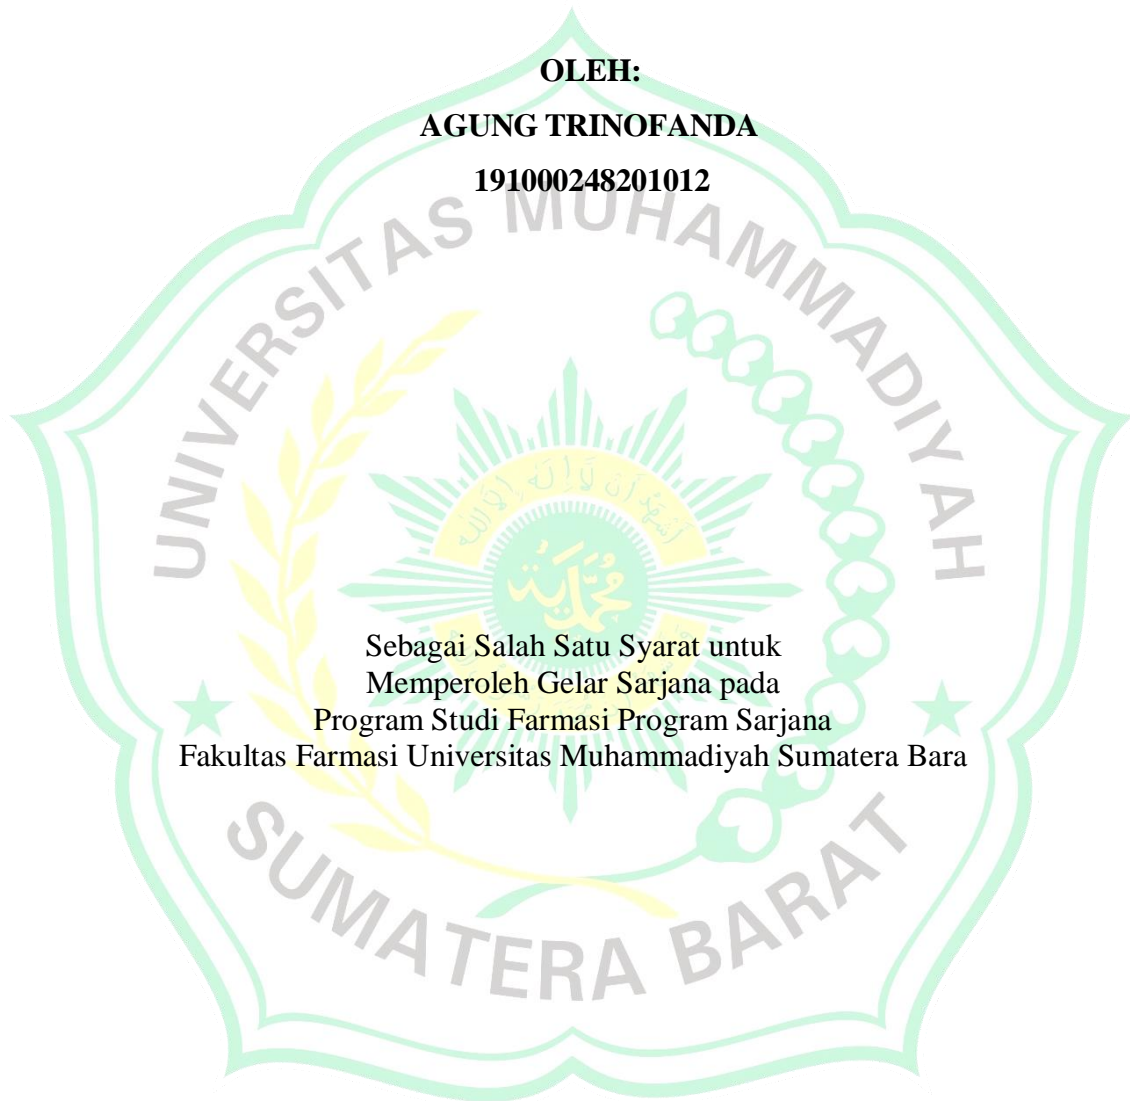 OLEH:
AGUNG TRINOFANDA
191000248201012
UNIVERSITAS MUHAMMADIYAH
Sebagai Salah Satu Syarat untuk
Memperoleh Gelar Sarjana pada
Program Studi Farmasi Program Sarjana
Fakultas Farmasi Universitas Muhammadiyah Sumatera Bara
SUMATERA BARAT